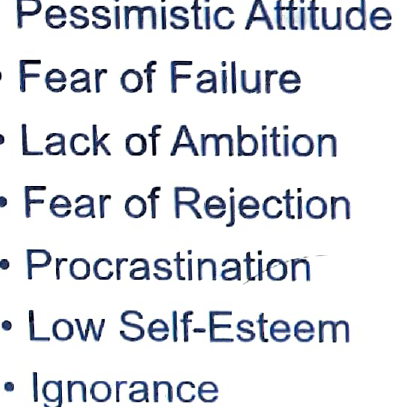 Pessimistic Attitude
• Fear of Failure
• Lack of Ambition
• Fear of Rejection
• Procrastination
• Low Self-Esteem
• Ignorance